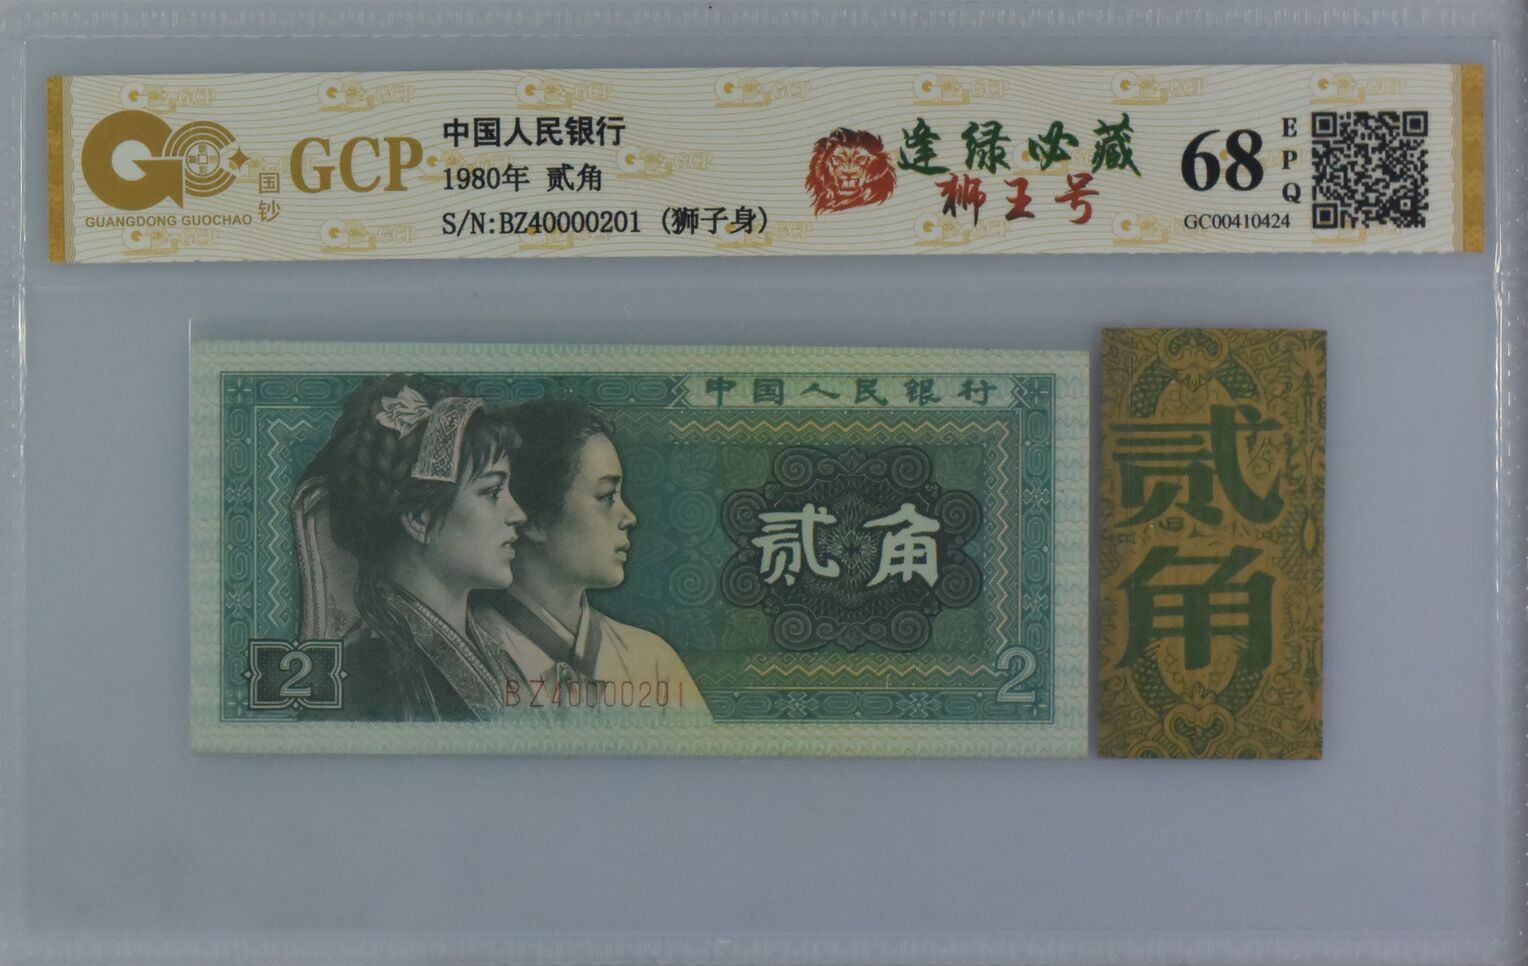 GCP
国钞
GUANGDONG GUOCHAO
中国人民银行
1980年 贰角
S/N:BZ40000201 (狮子身)
逢绿必藏
狮王号
68
EPQ
GC00410424
中国人民银行
贰角
2
BZ40000201
2
贰角